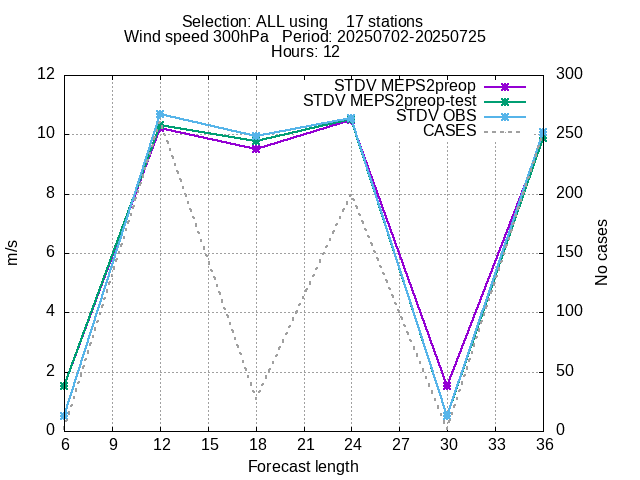 Selection: ALL using    17 stations
Wind speed 300hPa   Period: 20250702-20250725
Hours: 12
STDV MEPS2preop
STDV MEPS2preop-test
STDV OBS
CASES
12
10
8
6
4
2
0
m/s
300
250
200
150
100
50
0
No cases
6 9 12 15 18 21 24 27 30 33 36
Forecast length